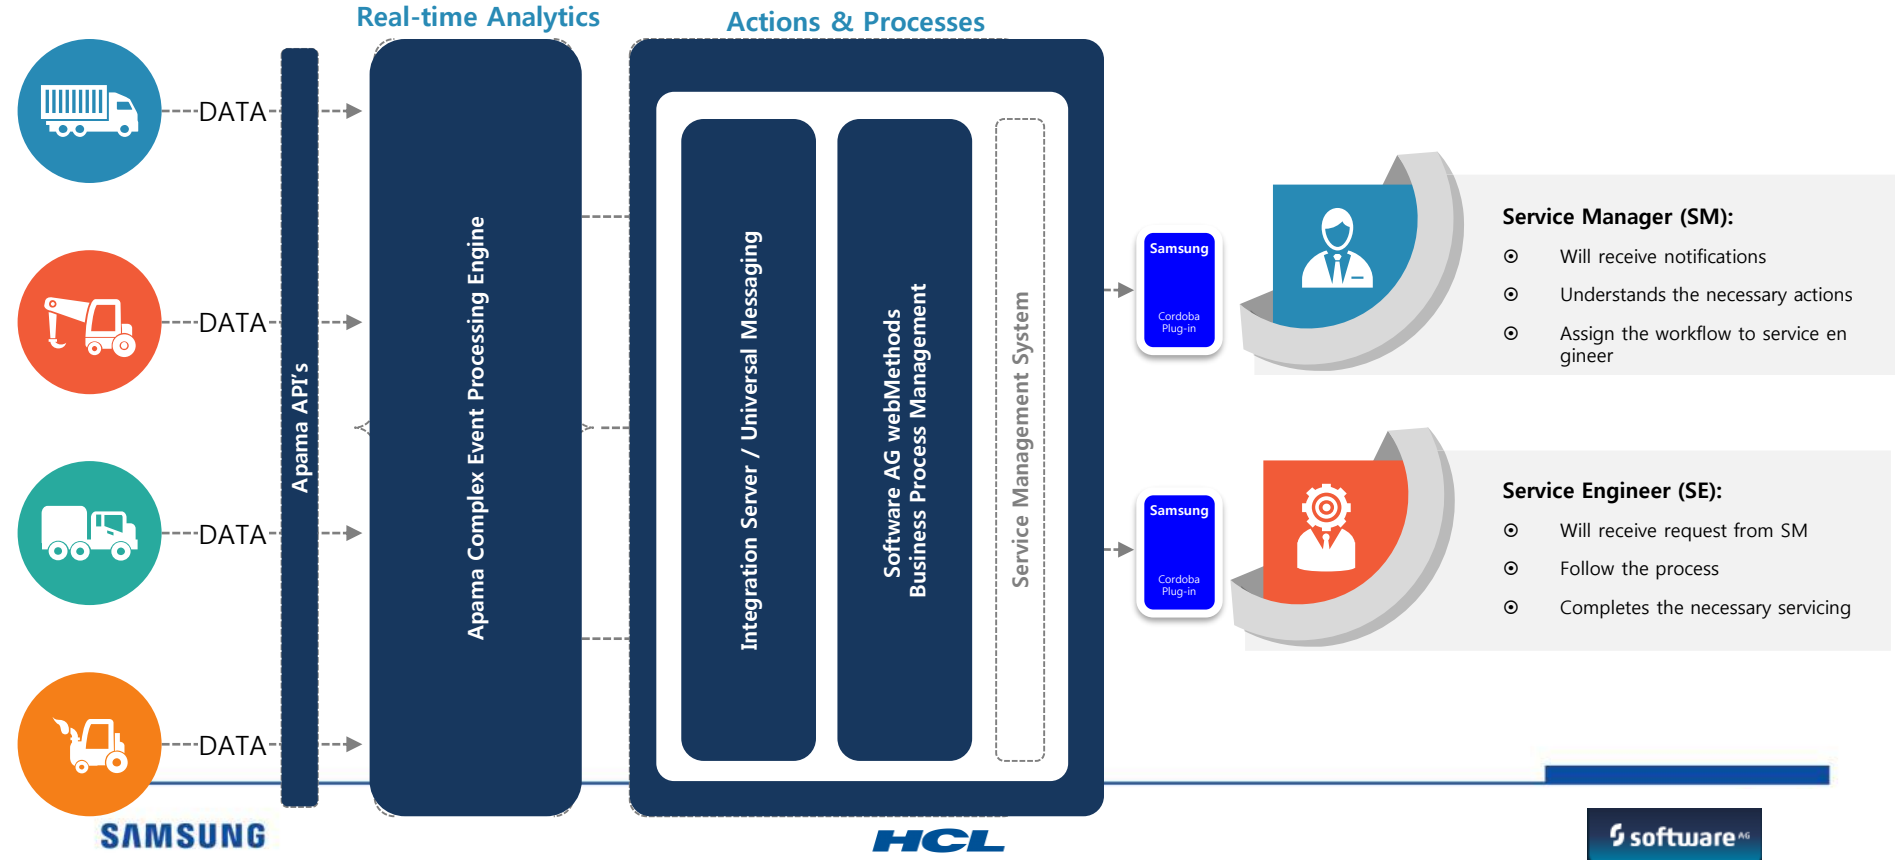 Real-time Analytics
Actions & Processes
DATA
DATA
DATA
DATA
Apama API's
Apama Complex Event Processing Engine
Integration Server / Universal Messaging
Software AG webMethods
Business Process Management
Service Management System
Samsung
Cordoba
Plug-in
Samsung
Cordoba
Plug-in
Service Manager (SM):
Will receive notifications
Understands the necessary actions
Assign the workflow to service en
gineer
Service Engineer (SE):
Will receive request from SM
Follow the process
Completes the necessary servicing
SAMSUNG
HCL
software AG